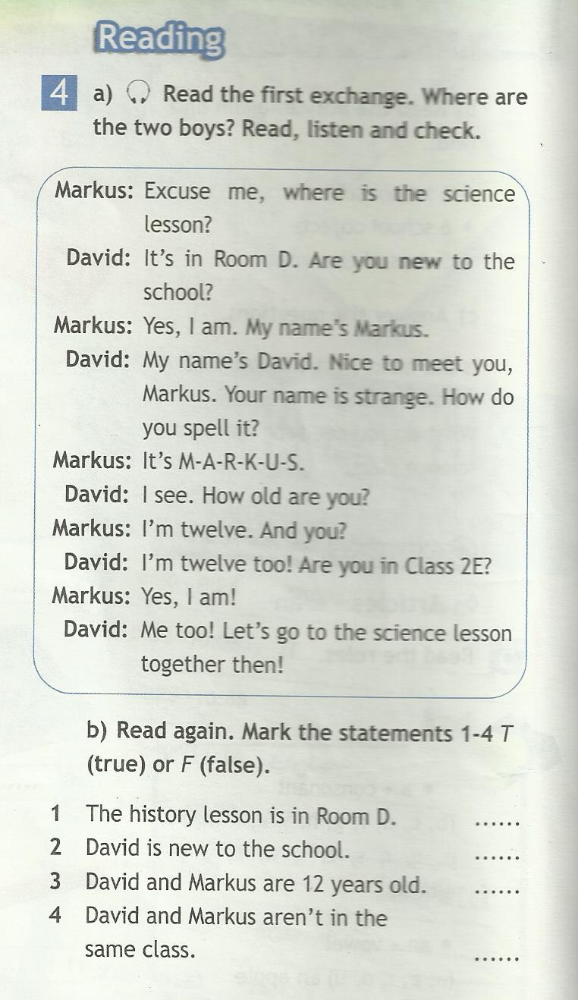 Reading
4 a) Read the first exchange. Where are
the two boys? Read, listen and check.
Markus: Excuse me, where is the science
lesson?
David: It's in Room D. Are you new to the
school?
Markus: Yes, I am. My name's Markus.
David: My name's David. Nice to meet you,
Markus. Your name is strange. How do
you spell it?
Markus: It's M-A-R-K-U-S.
David: I see. How old are you?
Markus: I'm twelve. And you?
David: I'm twelve too! Are you in Class 2E?
Markus: Yes, I am!
David: Me too! Let's go to the science lesson
together then!
b) Read again. Mark the statements 1-4 T
(true) or F (false).
1 The history lesson is in Room D. ......
2 David is new to the school. ......
3 David and Markus are 12 years old. ......
4 David and Markus aren't in the
same class. ......